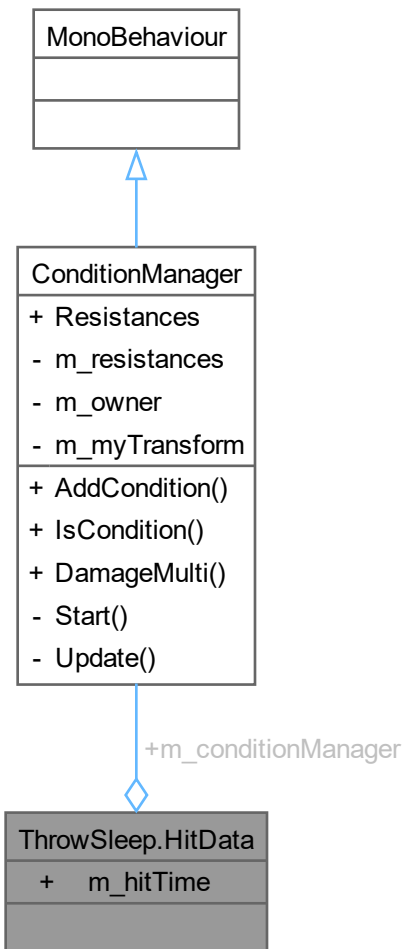 MonoBehaviour
ConditionManager
+ Resistances
- m_resistances
- m_owner
- m_myTransform
+ AddCondition()
+ IsCondition()
+ DamageMulti()
- Start()
- Update()
+m_conditionManager
ThrowSleep.HitData
+ m_hitTime